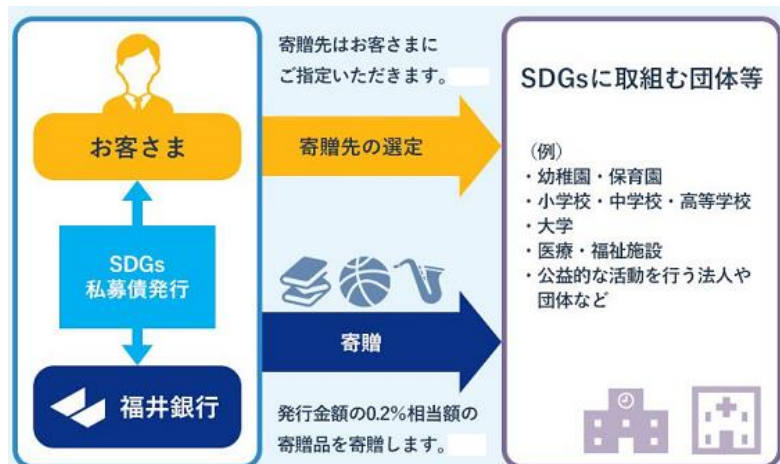 お客さま
SDGs
私募債発行
福井銀行
寄贈先はお客さまに
ご指定いただきます。
寄贈先の選定
寄贈
発行金額の0.2%相当額の
寄贈品を寄贈します。
SDGsに取組む団体等
(例)
・幼稚園・保育園
・小学校・中学校・高等学校
・大学
・医療・福祉施設
・公益的な活動を行う法人や
団体など